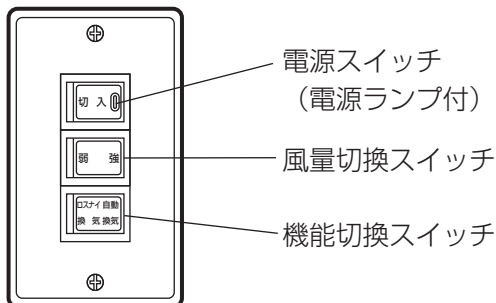 切 入
電源スイッチ
（電源ランプ付）
弱 強
風量切換スイッチ
ロスナイ 自動
換 気 換気
機能切換スイッチ